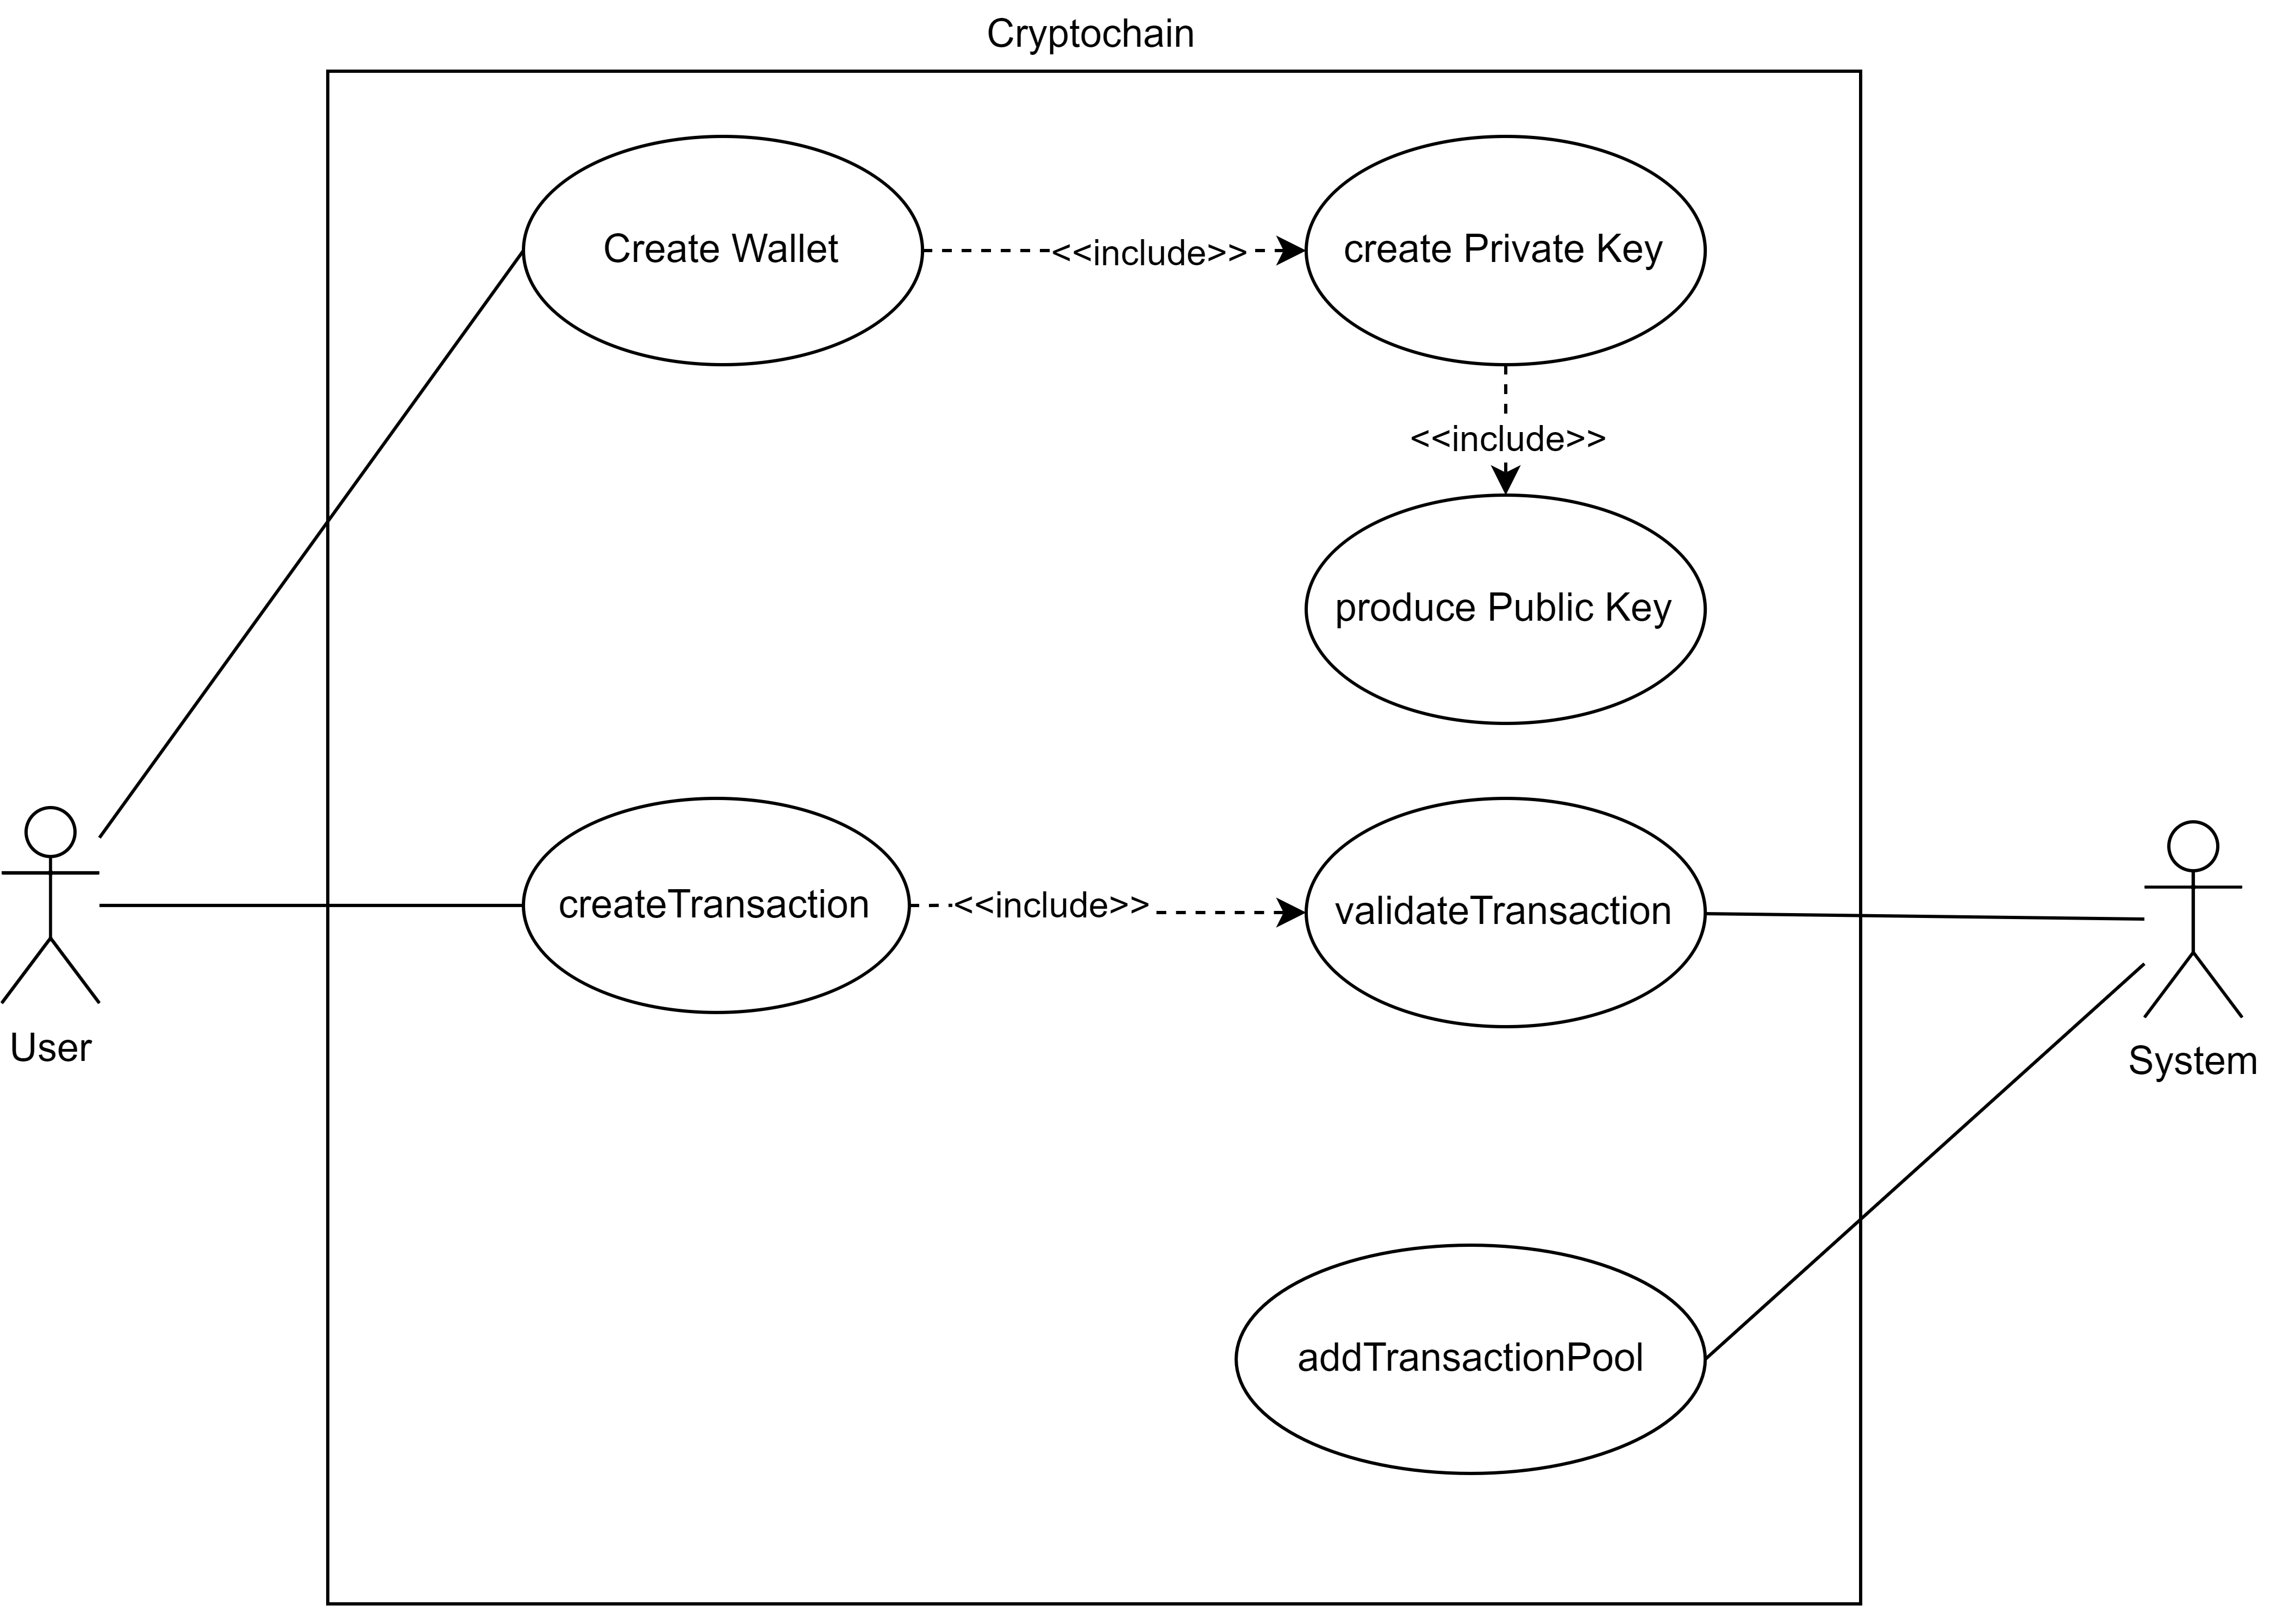 Cryptochain
Create Wallet
<<include>>
create Private Key
<<include>>
produce Public Key
createTransaction
<<include>>
validateTransaction
User
System
addTransactionPool